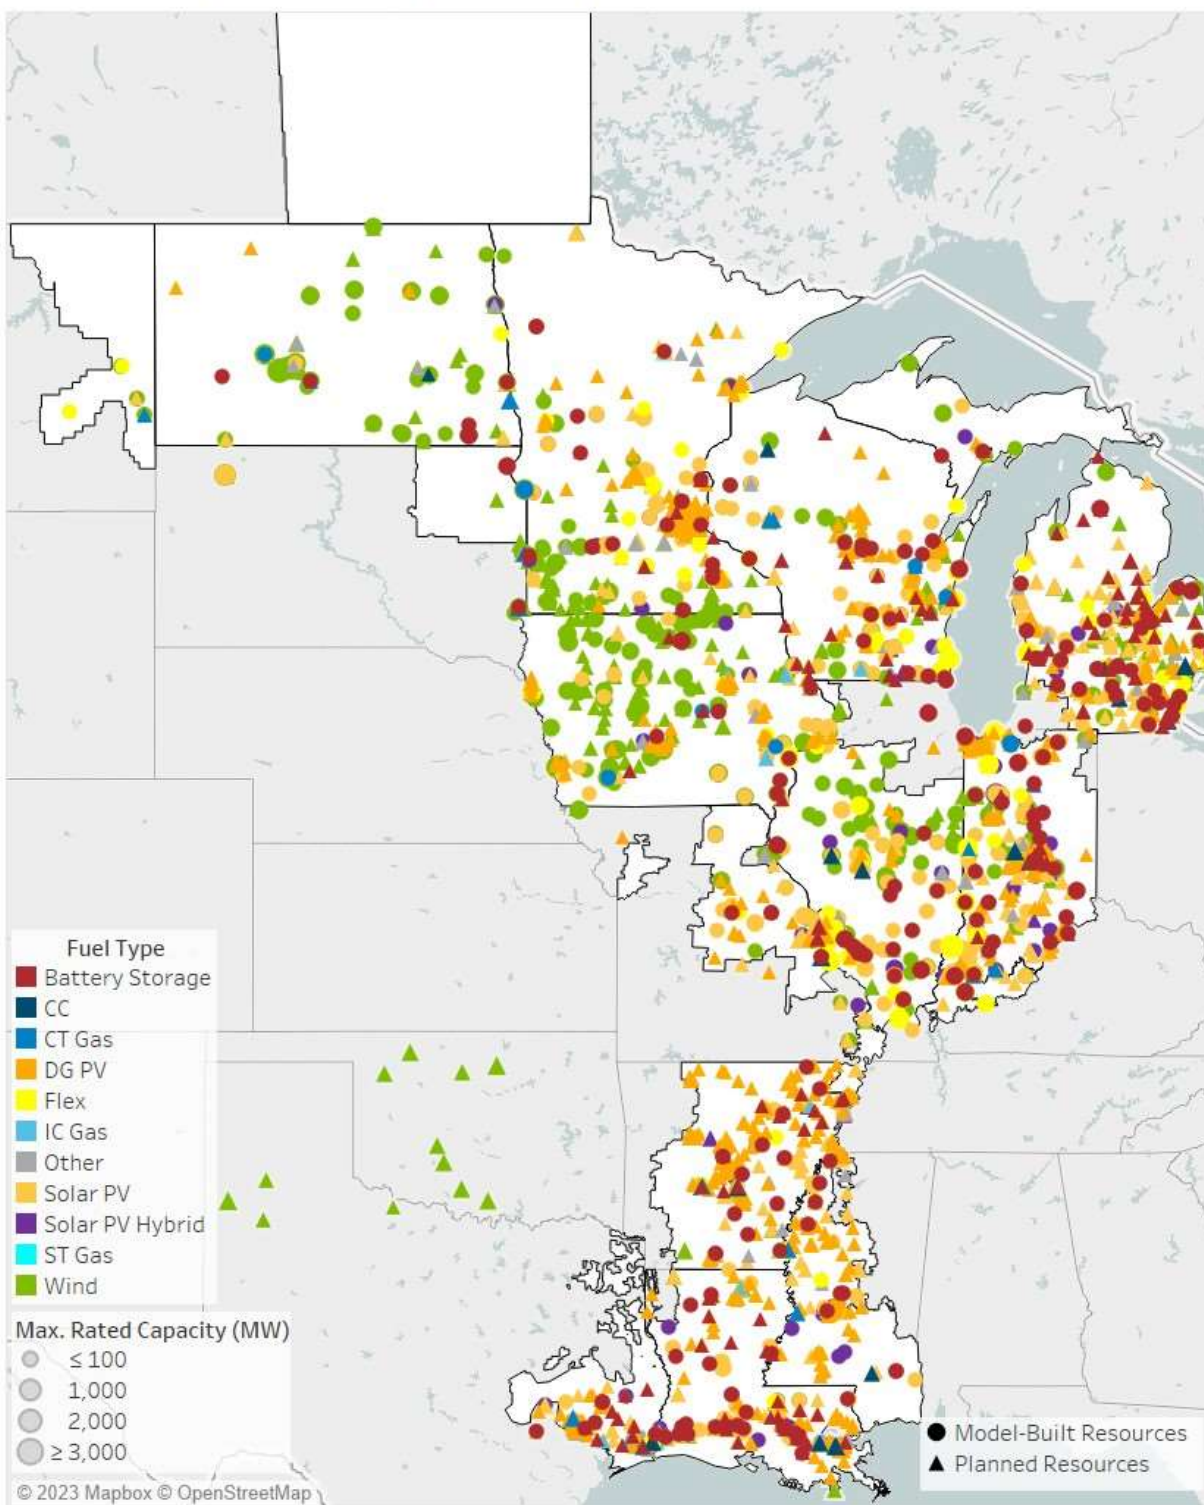 Fuel Type
Battery Storage
CC
CT Gas
DG PV
Flex
IC Gas
Other
Solar PV
Solar PV Hybrid
ST Gas
Wind
Max. Rated Capacity (MW)
≤ 100
1,000
2,000
≥ 3,000
Model-Built Resources
Planned Resources
© 2023 Mapbox © OpenStreetMap